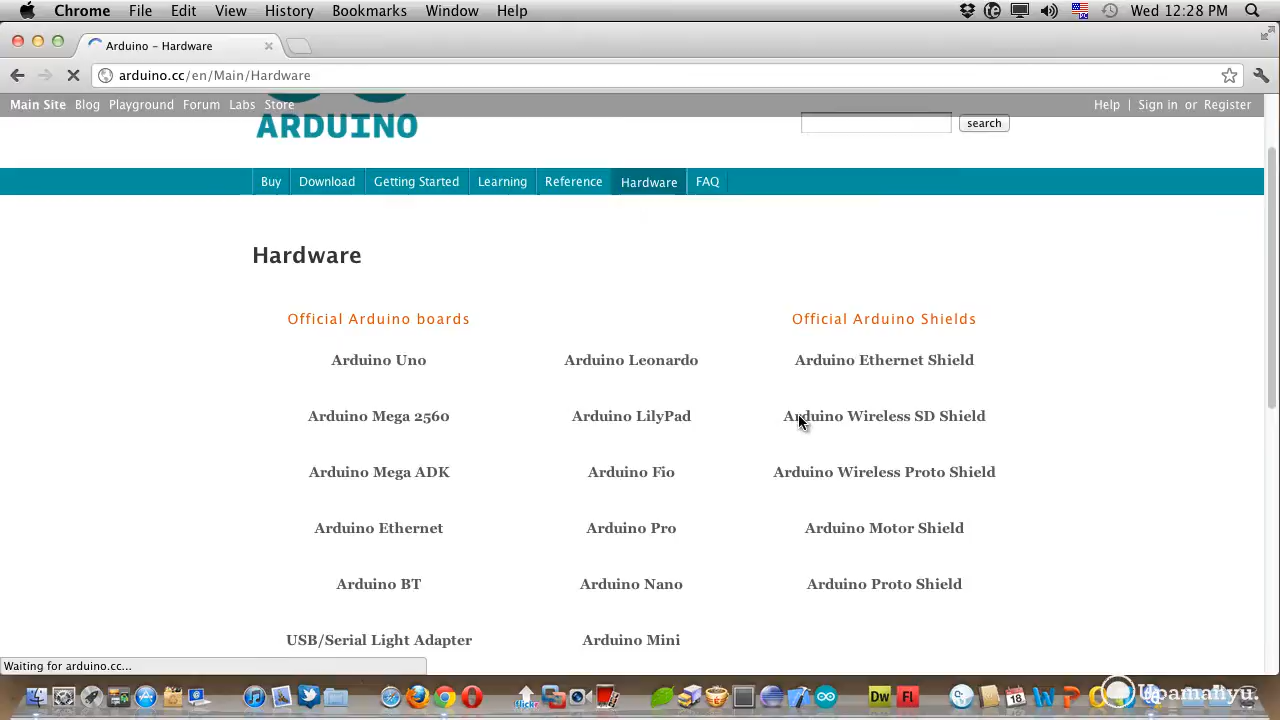 Chrome File Edit View History Bookmarks Window Help Wed 12:28 PM
Arduino – Hardware
arduino.cc/en/Main/Hardware
Main Site Blog Playground Forum Labs Store Help | Sign in or Register
ARDUINO search
Buy Download Getting Started Learning Reference Hardware FAQ
Hardware
Official Arduino boards Official Arduino Shields
Arduino Uno Arduino Leonardo Arduino Ethernet Shield
Arduino Mega 2560 Arduino LilyPad Arduino Wireless SD Shield
Arduino Mega ADK Arduino Fio Arduino Wireless Proto Shield
Arduino Ethernet Arduino Pro Arduino Motor Shield
Arduino BT Arduino Nano Arduino Proto Shield
USB/Serial Light Adapter Arduino Mini
Waiting for arduino.cc...
flickr Dw Fl 18 W P